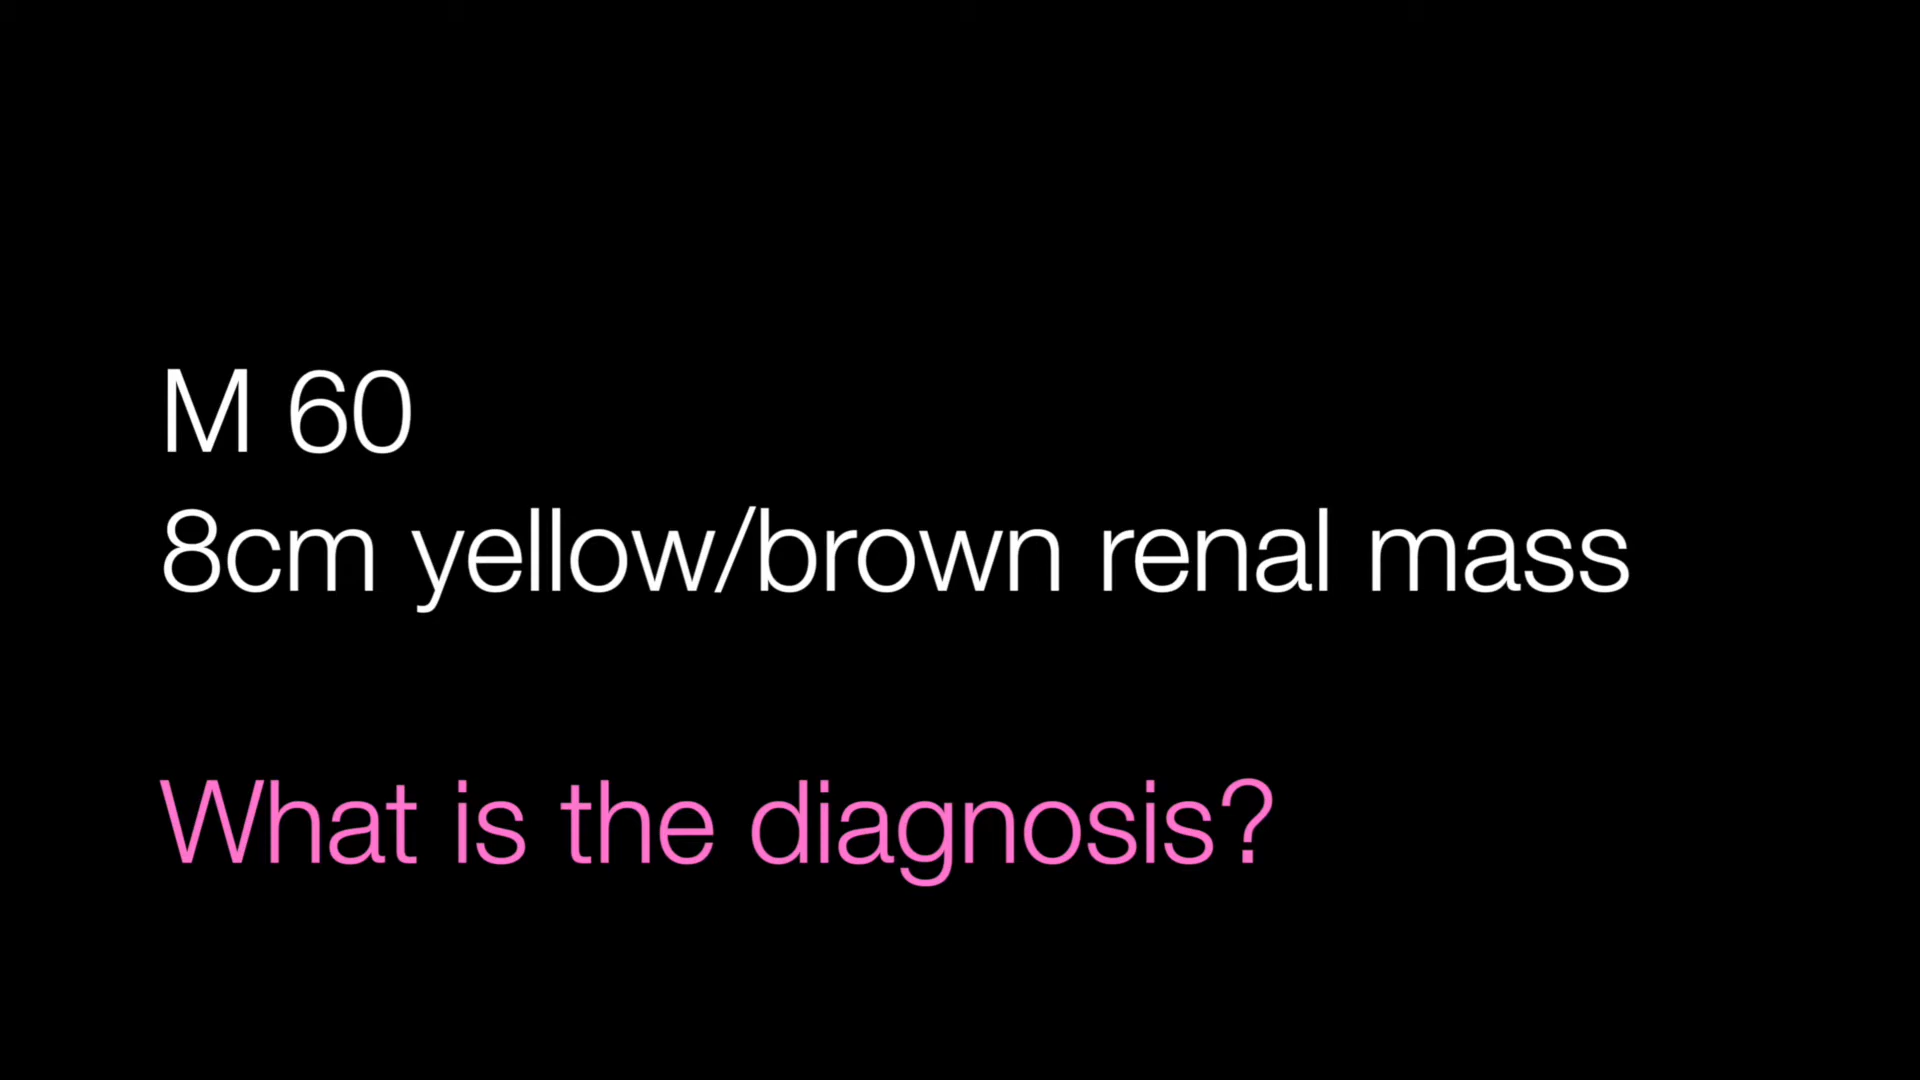 M 60
8cm yellow/brown renal mass
What is the diagnosis?